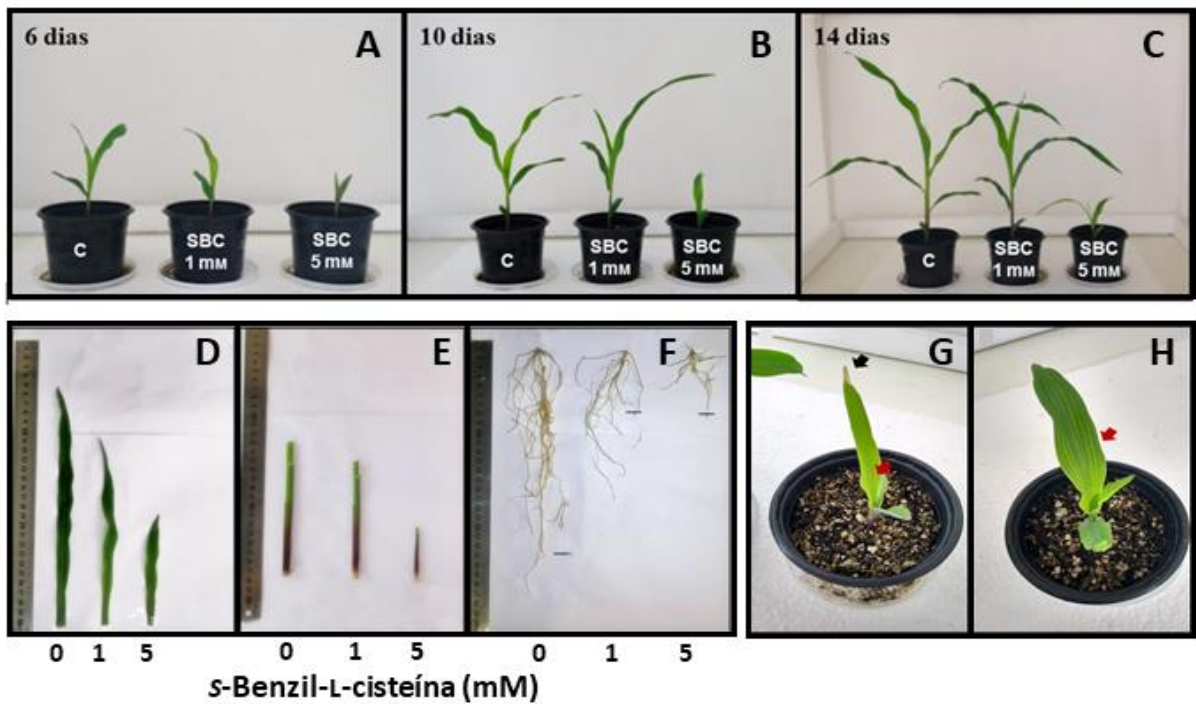 6 dias
A
C
SBC
1 mM
SBC
5 mM
10 dias
B
C
SBC
1 mM
SBC
5 mM
14 dias
C
C
SBC
1 mM
SBC
5 mM
D
E
F
G
H
0 1 5
0 1 5
0 1 5
S-Benzil-L-cisteína (mM)